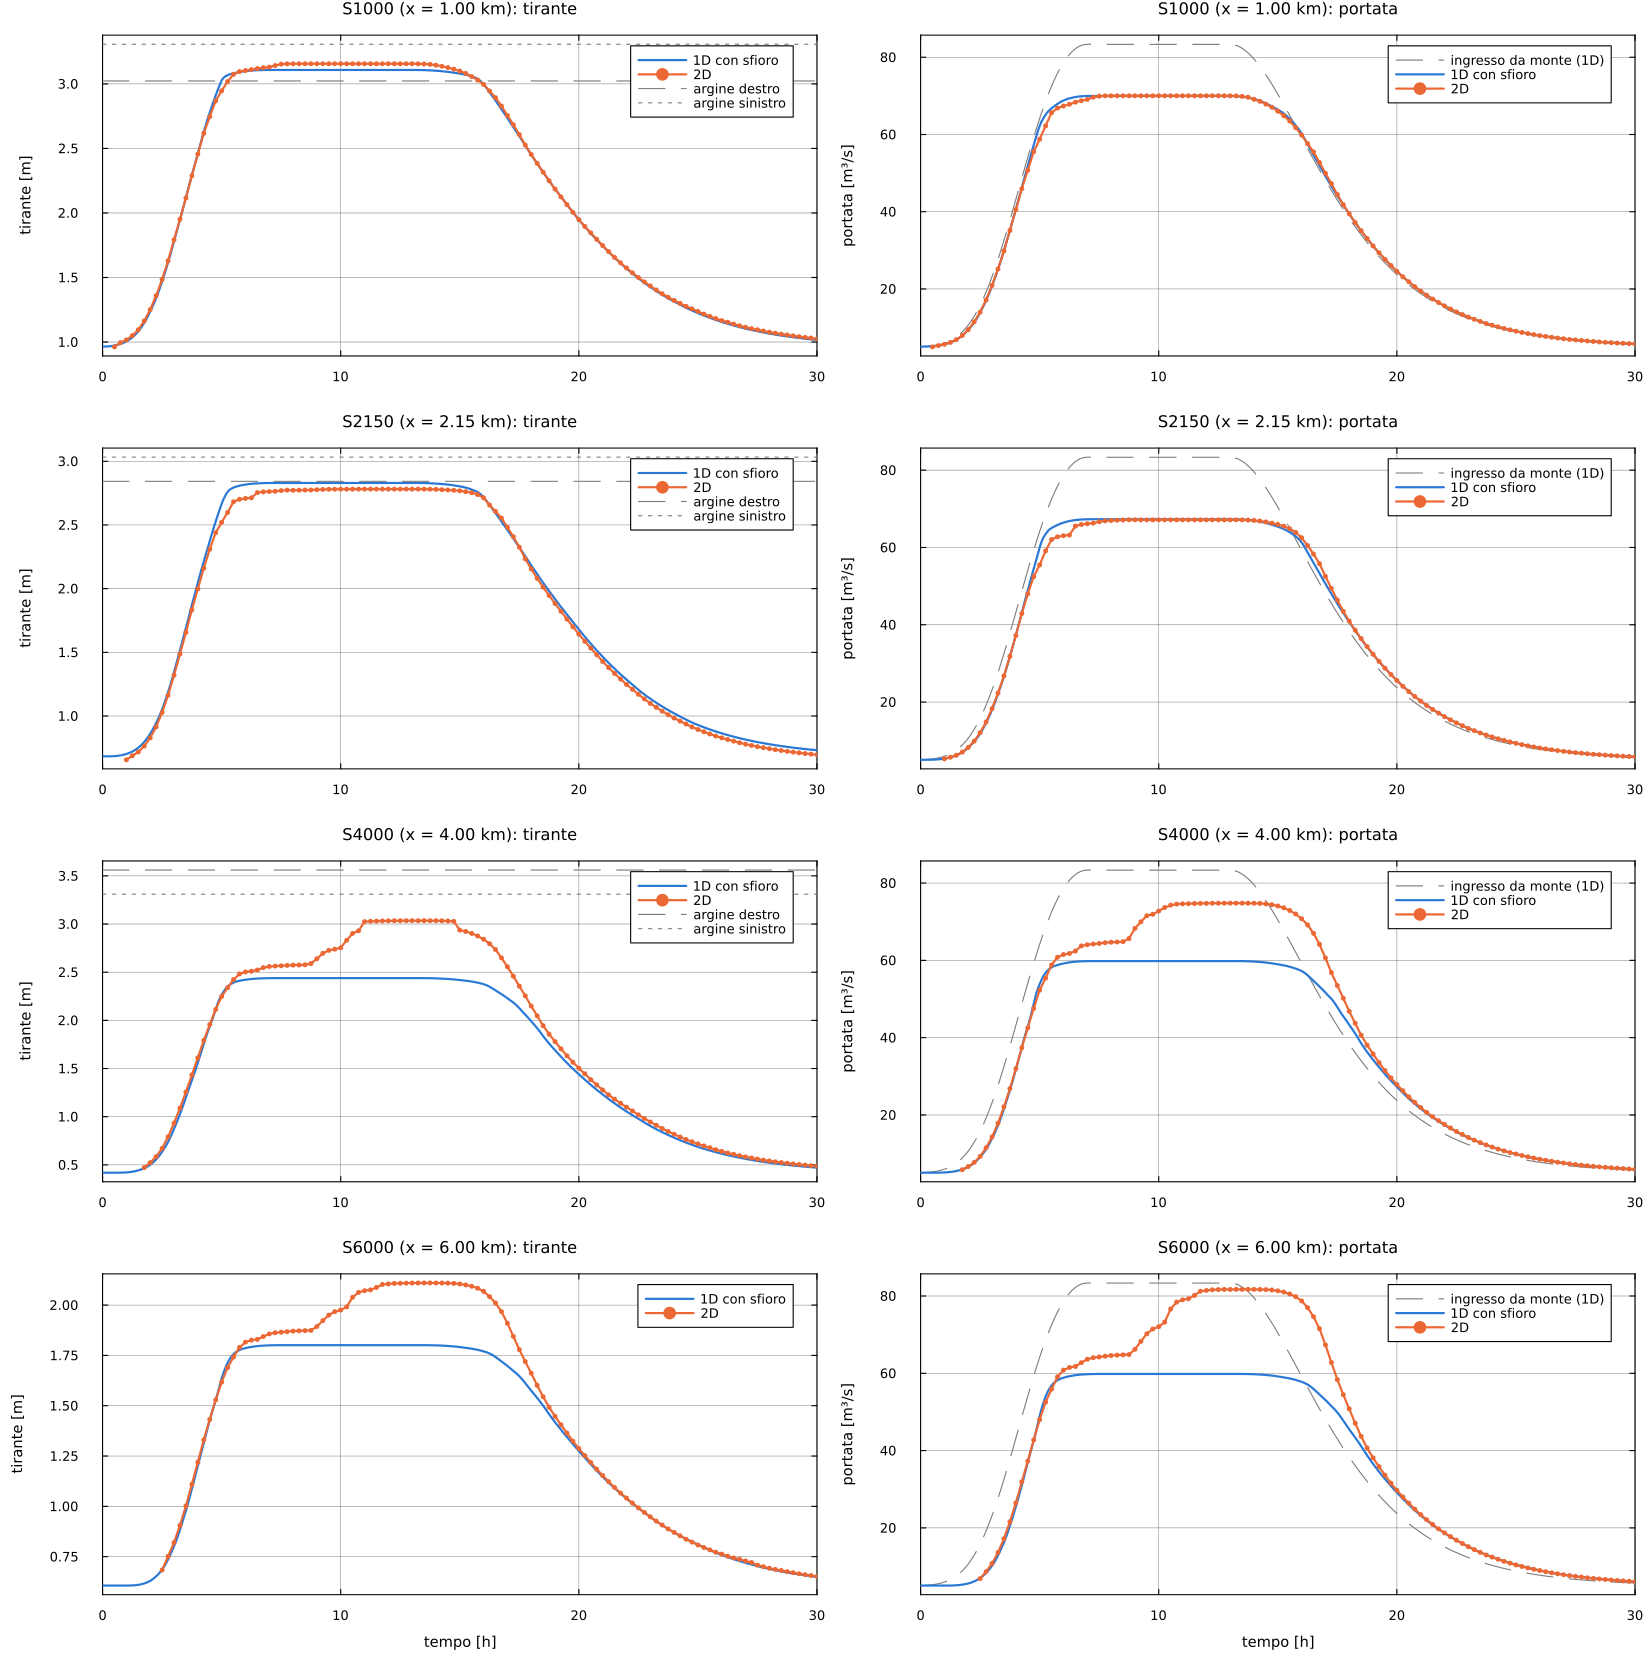 S1000 (x = 1.00 km): tirante
tirante [m]
3.0
2.5
2.0
1.5
1.0
0
10
20
30
1D con sfioro
2D
argine destro
argine sinistro
S1000 (x = 1.00 km): portata
portata [m³/s]
80
60
40
20
0
10
20
30
ingresso da monte (1D)
1D con sfioro
2D
S2150 (x = 2.15 km): tirante
tirante [m]
3.0
2.5
2.0
1.5
1.0
0
10
20
30
1D con sfioro
2D
argine destro
argine sinistro
S2150 (x = 2.15 km): portata
portata [m³/s]
80
60
40
20
0
10
20
30
ingresso da monte (1D)
1D con sfioro
2D
S4000 (x = 4.00 km): tirante
tirante [m]
3.5
3.0
2.5
2.0
1.5
1.0
0.5
0
10
20
30
1D con sfioro
2D
argine destro
argine sinistro
S4000 (x = 4.00 km): portata
portata [m³/s]
80
60
40
20
0
10
20
30
ingresso da monte (1D)
1D con sfioro
2D
S6000 (x = 6.00 km): tirante
tirante [m]
2.00
1.75
1.50
1.25
1.00
0.75
0
10
20
30
tempo [h]
1D con sfioro
2D
S6000 (x = 6.00 km): portata
portata [m³/s]
80
60
40
20
0
10
20
30
tempo [h]
ingresso da monte (1D)
1D con sfioro
2D